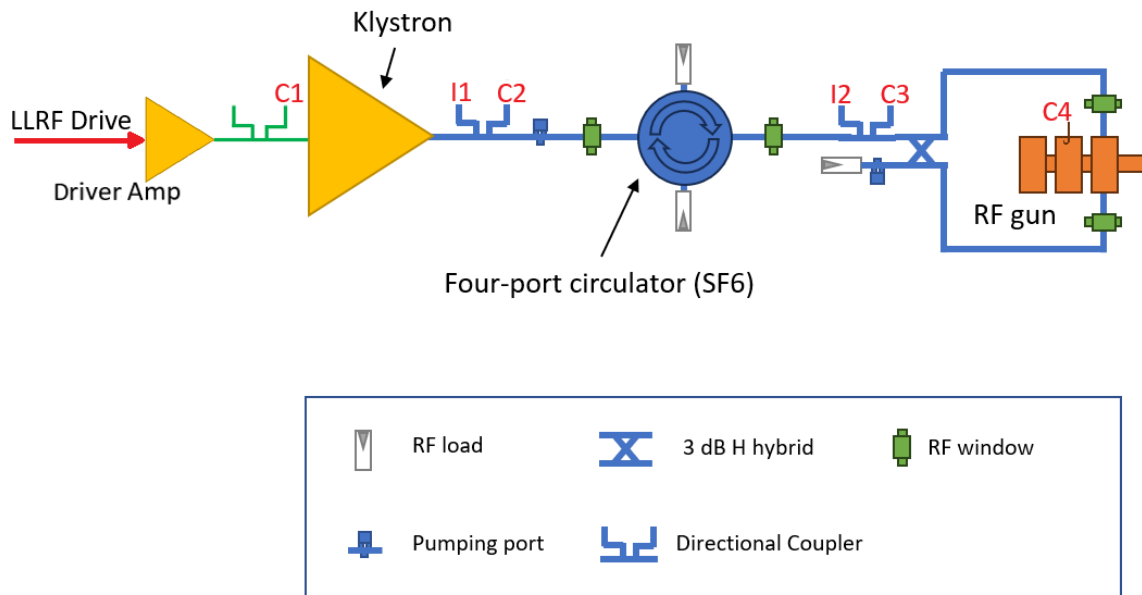 Klystron
C1
I1
C2
I2
C3
C4
LLRF Drive
Driver Amp
RF gun
Four-port circulator (SF6)
RF load
3 dB H hybrid
RF window
Pumping port
Directional Coupler